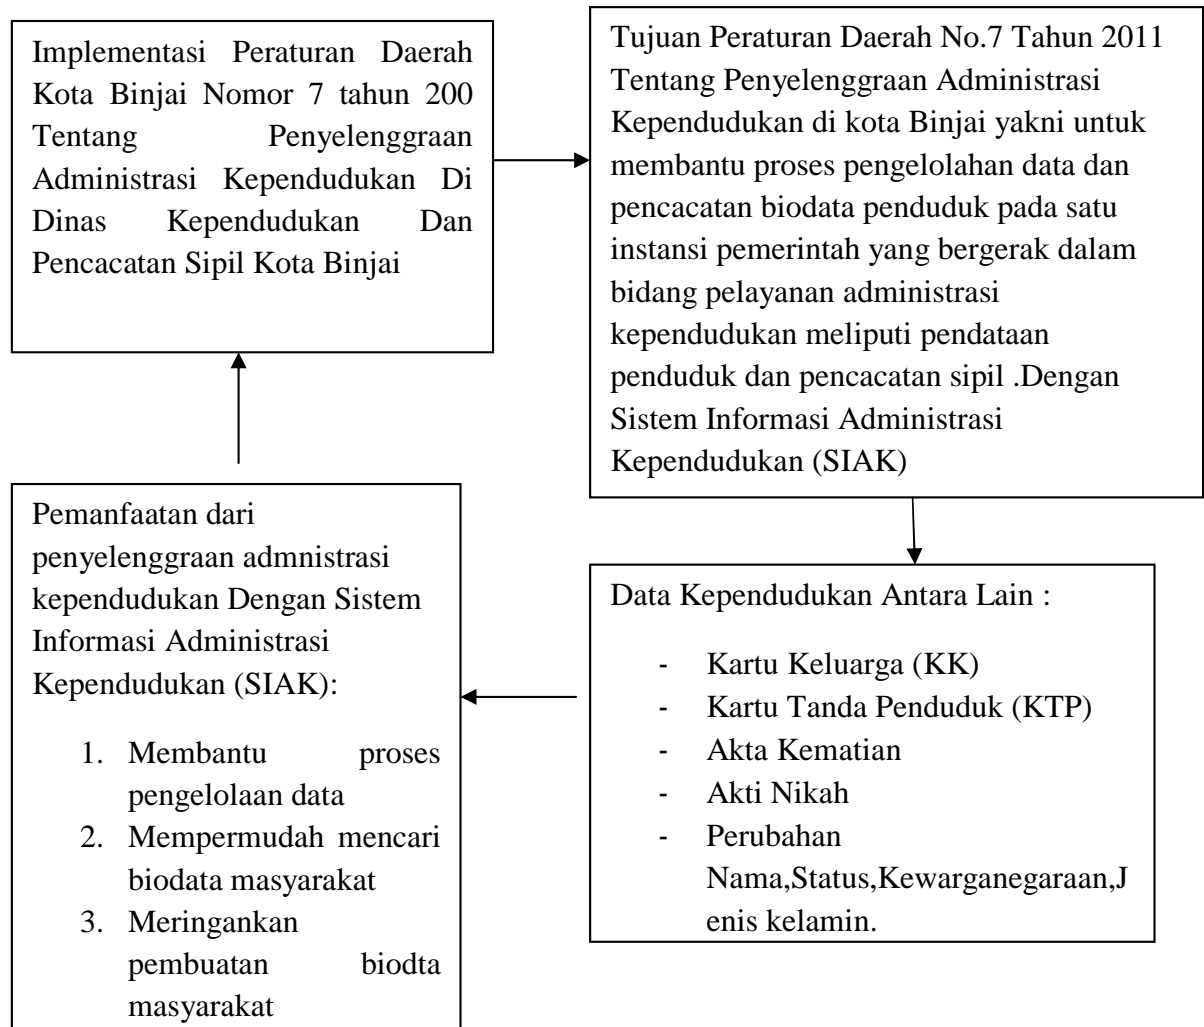 Implementasi Peraturan Daerah
Kota Binjai Nomor 7 tahun 200
Tentang Penyelenggraan
Administrasi Kependudukan Di
Dinas Kependudukan Dan
Pencacatan Sipil Kota Binjai
Tujuan Peraturan Daerah No.7 Tahun 2011
Tentang Penyelenggraan Administrasi
Kependudukan di kota Binjai yakni untuk
membantu proses pengelolahan data dan
pencacatan biodata penduduk pada satu
instansi pemerintah yang bergerak dalam
bidang pelayanan administrasi
kependudukan meliputi pendataan
penduduk dan pencacatan sipil .Dengan
Sistem Informasi Administrasi
Kependudukan (SIAK)
Data Kependudukan Antara Lain :
- Kartu Keluarga (KK)
- Kartu Tanda Penduduk (KTP)
- Akta Kematian
- Akti Nikah
- Perubahan
Nama,Status,Kewarganegaraan,J
enis kelamin.
Pemanfaatan dari
penyelenggraan admnistrasi
kependudukan Dengan Sistem
Informasi Administrasi
Kependudukan (SIAK):
1. Membantu proses
pengelolaan data
2. Mempermudah mencari
biodata masyarakat
3. Meringankan
pembuatan biodta
masyarakat